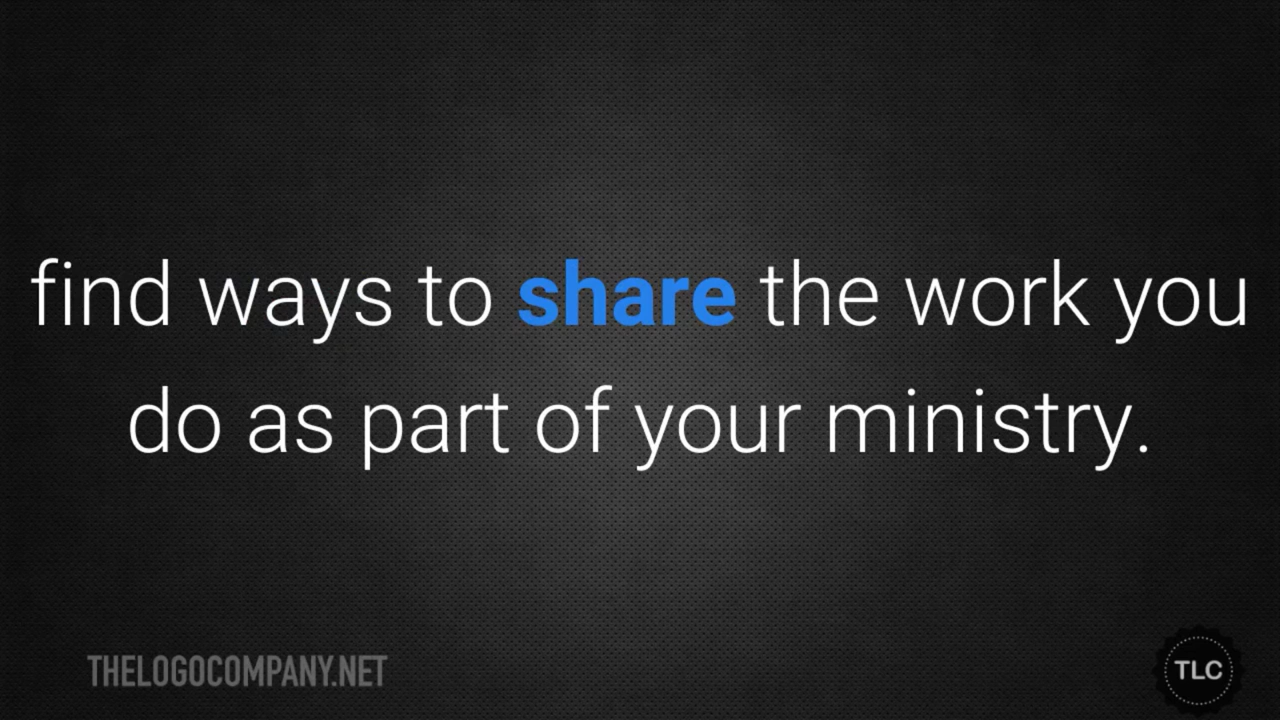 find ways to share the work you
do as part of your ministry.
THELOGOCOMPANY.NET
TLC